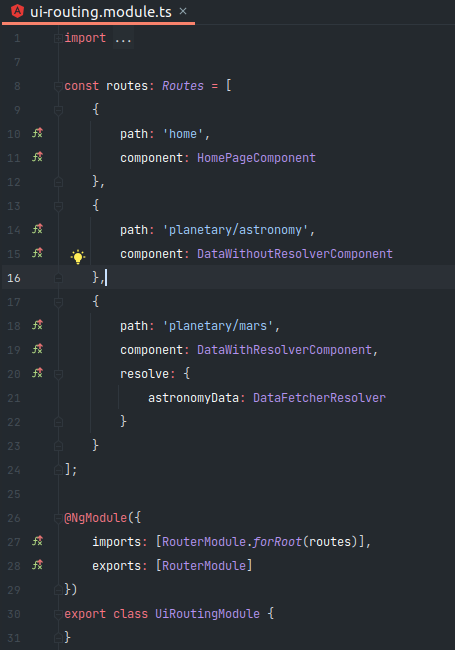 ui-routing.module.ts ×
1 import ...
7
8 const routes: Routes = [
9 {
10 path: 'home',
11 component: HomePageComponent
12 },
13 {
14 path: 'planetary/astronomy',
15 component: DataWithoutResolverComponent
16 },
17 {
18 path: 'planetary/mars',
19 component: DataWithResolverComponent,
20 resolve: {
21 astronomyData: DataFetcherResolver
22 }
23 }
24 ];
25
26 @NgModule({
27 imports: [RouterModule.forRoot(routes)],
28 exports: [RouterModule]
29 })
30 export class UiRoutingModule {
31 }